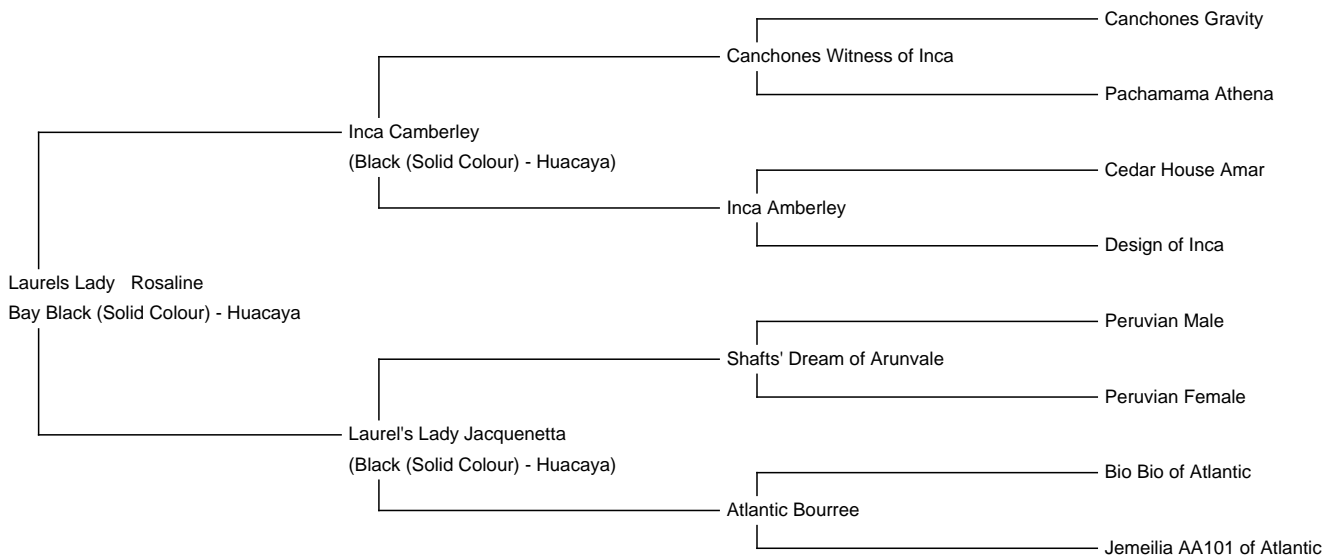 Canchones Gravity
Canchones Witness of Inca
Pachamama Athena
Inca Camberley
(Black (Solid Colour) - Huacaya)
Cedar House Amar
Inca Amberley
Design of Inca
Laurels Lady   Rosaline
Bay Black (Solid Colour) - Huacaya
Peruvian Male
Shafts' Dream of Arunvale
Peruvian Female
Laurel's Lady Jacquenetta
(Black (Solid Colour) - Huacaya)
Bio Bio of Atlantic
Atlantic Bourree
Jemeilia AA101 of Atlantic